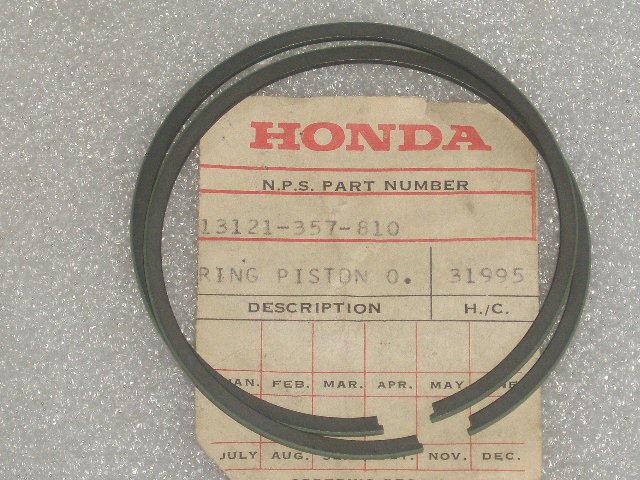 HONDA
N.P.S. PART NUMBER
13121-357-810
RING PISTON O. 31995
DESCRIPTION H./C.
FEB. MAR. APR. MAY
JULY AUG. NOV. DEC.